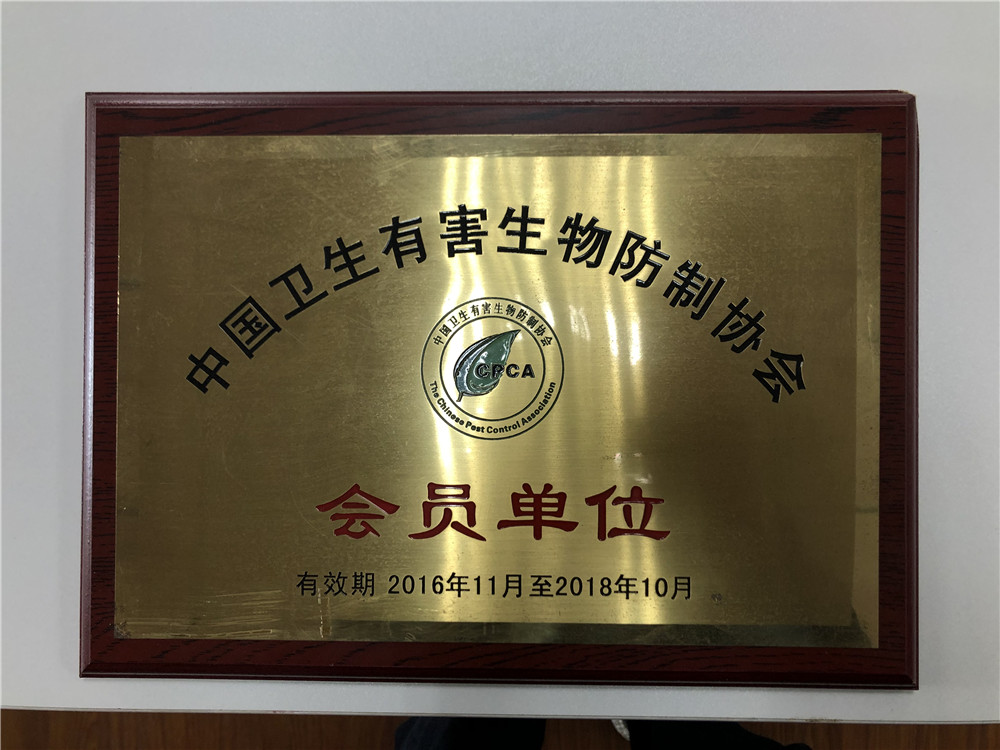 中国卫生有害生物防制协会
中国卫生有害生物防制协会
CPCA
The Chinese Pest Control Association
会员单位
有效期 2016年11月至2018年10月